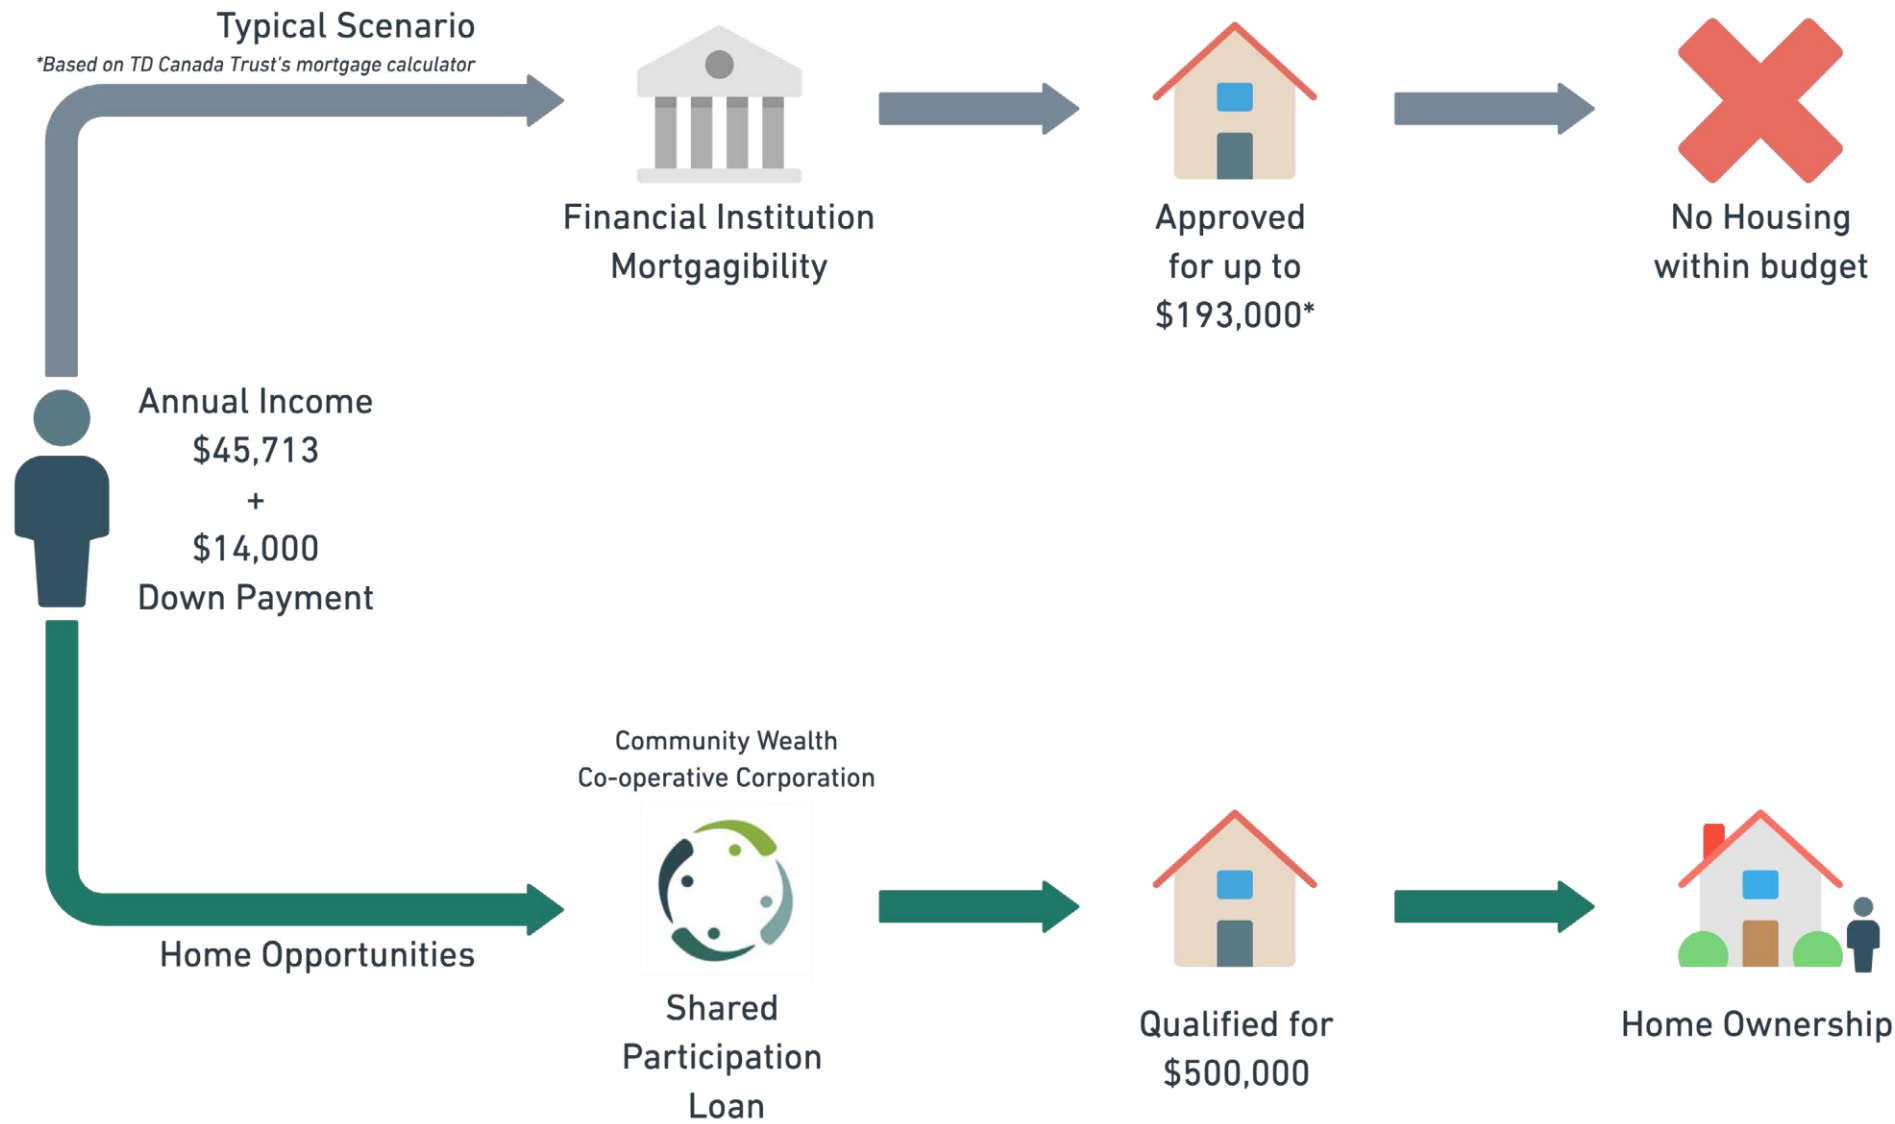 Typical Scenario
*Based on TD Canada Trust's mortgage calculator
Financial Institution
Mortgagibility
Approved
for up to
$193,000*
No Housing
within budget
Annual Income
$45,713
+
$14,000
Down Payment
Home Opportunities
Community Wealth
Co-operative Corporation
Shared
Participation
Loan
Qualified for
$500,000
Home Ownership